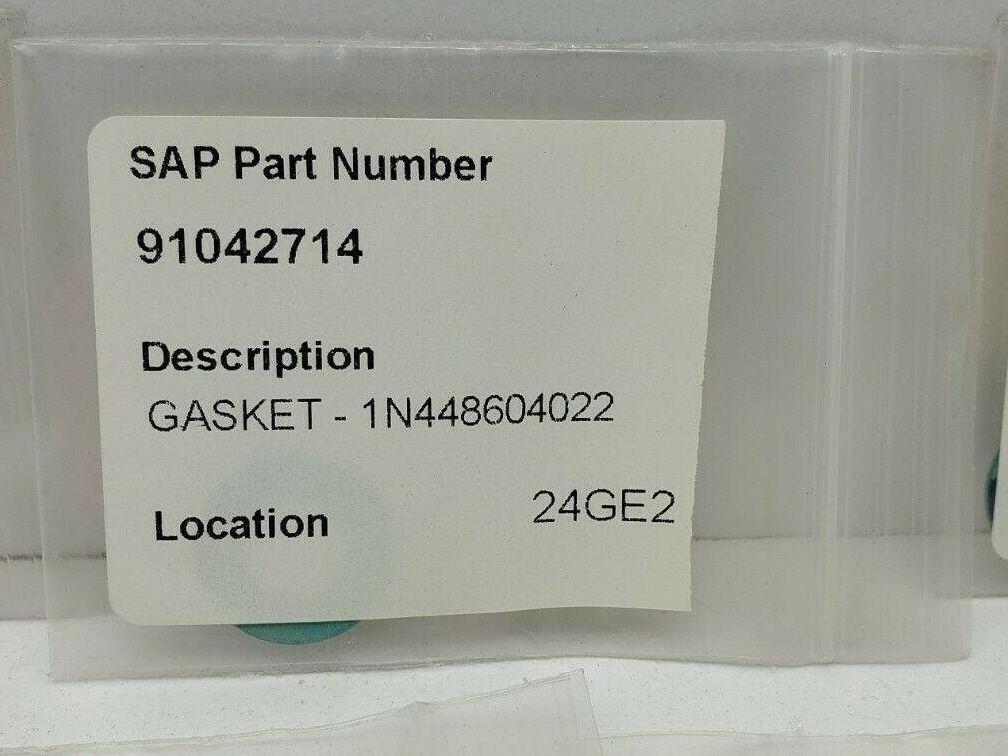 SAP Part Number
91042714
Description
GASKET - 1N448604022
Location 24GE2